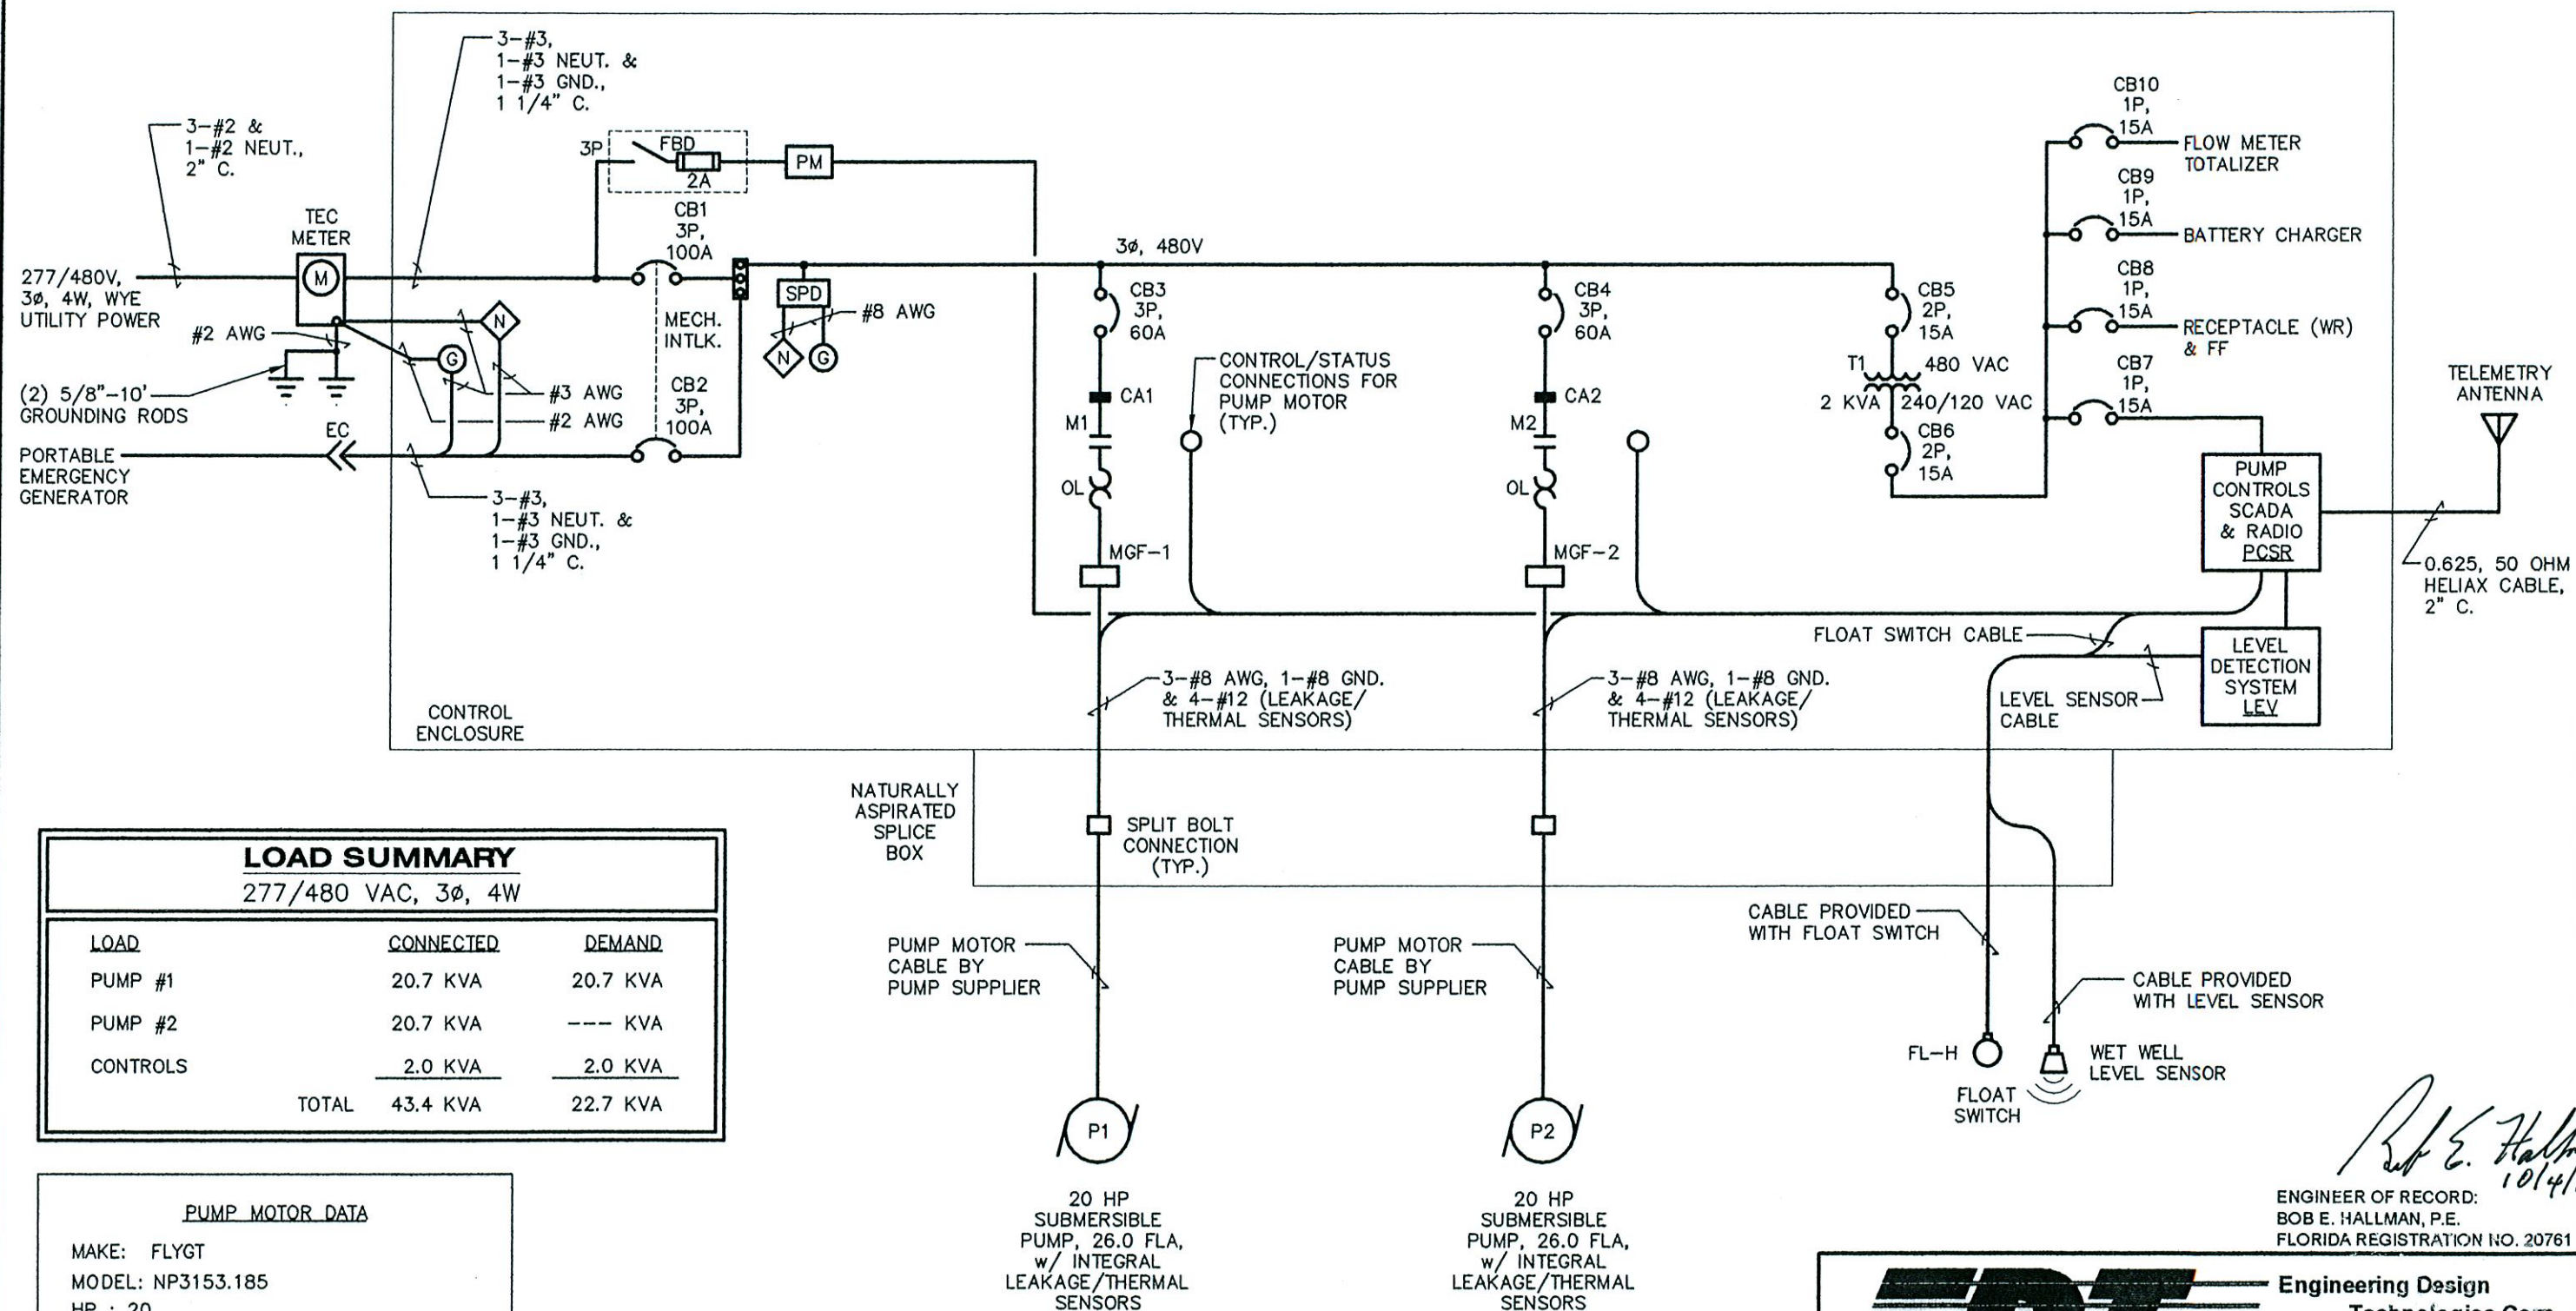 3-#3,
1-#3 NEUT. &
1-#3 GND.,
1 1/4" C.
3-#2 &
1-#2 NEUT.,
2" C.
TEC
METER
M
277/480V,
3ø, 4W, WYE
UTILITY POWER
#2 AWG
(2) 5/8"-10'
GROUNDING RODS
N
G
#3 AWG
#2 AWG
EC
PORTABLE
EMERGENCY
GENERATOR
3-#3,
1-#3 NEUT. &
1-#3 GND.,
1 1/4" C.
3P
FBD
2A
PM
CB1
3P,
100A
MECH.
INTLK.
CB2
3P,
100A
SPD
#8 AWG
N
G
3ø, 480V
CB3
3P,
60A
CA1
M1
OL
MGF-1
CONTROL/STATUS
CONNECTIONS FOR
PUMP MOTOR
(TYP.)
CB4
3P,
60A
CA2
M2
OL
MGF-2
CB5
2P,
15A
T1
480 VAC
2 KVA
240/120 VAC
CB6
2P,
15A
CB10
1P,
15A
FLOW METER
TOTALIZER
CB9
1P,
15A
BATTERY CHARGER
CB8
1P,
15A
RECEPTACLE (WR)
& FF
CB7
1P,
15A
TELEMETRY
ANTENNA
PUMP
CONTROLS
SCADA
& RADIO
PCSR
0.625, 50 OHM
HELIAX CABLE,
2" C.
FLOAT SWITCH CABLE
LEVEL
DETECTION
SYSTEM
LEV
LEVEL SENSOR
CABLE
3-#8 AWG, 1-#8 GND.
& 4-#12 (LEAKAGE/
THERMAL SENSORS)
3-#8 AWG, 1-#8 GND.
& 4-#12 (LEAKAGE/
THERMAL SENSORS)
CONTROL
ENCLOSURE
NATURALLY
ASPIRATED
SPLICE
BOX
SPLIT BOLT
CONNECTION
(TYP.)
LOAD SUMMARY
277/480 VAC, 3ø, 4W
LOAD CONNECTED DEMAND
PUMP #1 20.7 KVA 20.7 KVA
PUMP #2 20.7 KVA --- KVA
CONTROLS 2.0 KVA 2.0 KVA
TOTAL 43.4 KVA 22.7 KVA
PUMP MOTOR
CABLE BY
PUMP SUPPLIER
PUMP MOTOR
CABLE BY
PUMP SUPPLIER
CABLE PROVIDED
WITH FLOAT SWITCH
CABLE PROVIDED
WITH LEVEL SENSOR
FL-H
FLOAT
SWITCH
WET WELL
LEVEL SENSOR
P1
20 HP
SUBMERSIBLE
PUMP, 26.0 FLA,
w/ INTEGRAL
LEAKAGE/THERMAL
SENSORS
P2
20 HP
SUBMERSIBLE
PUMP, 26.0 FLA,
w/ INTEGRAL
LEAKAGE/THERMAL
SENSORS
PUMP MOTOR DATA
MAKE: FLYGT
MODEL: NP3153.185
HP : 20
ENGINEER OF RECORD:
BOB E. HALLMAN, P.E.
FLORIDA REGISTRATION NO. 20761
Engineering Design